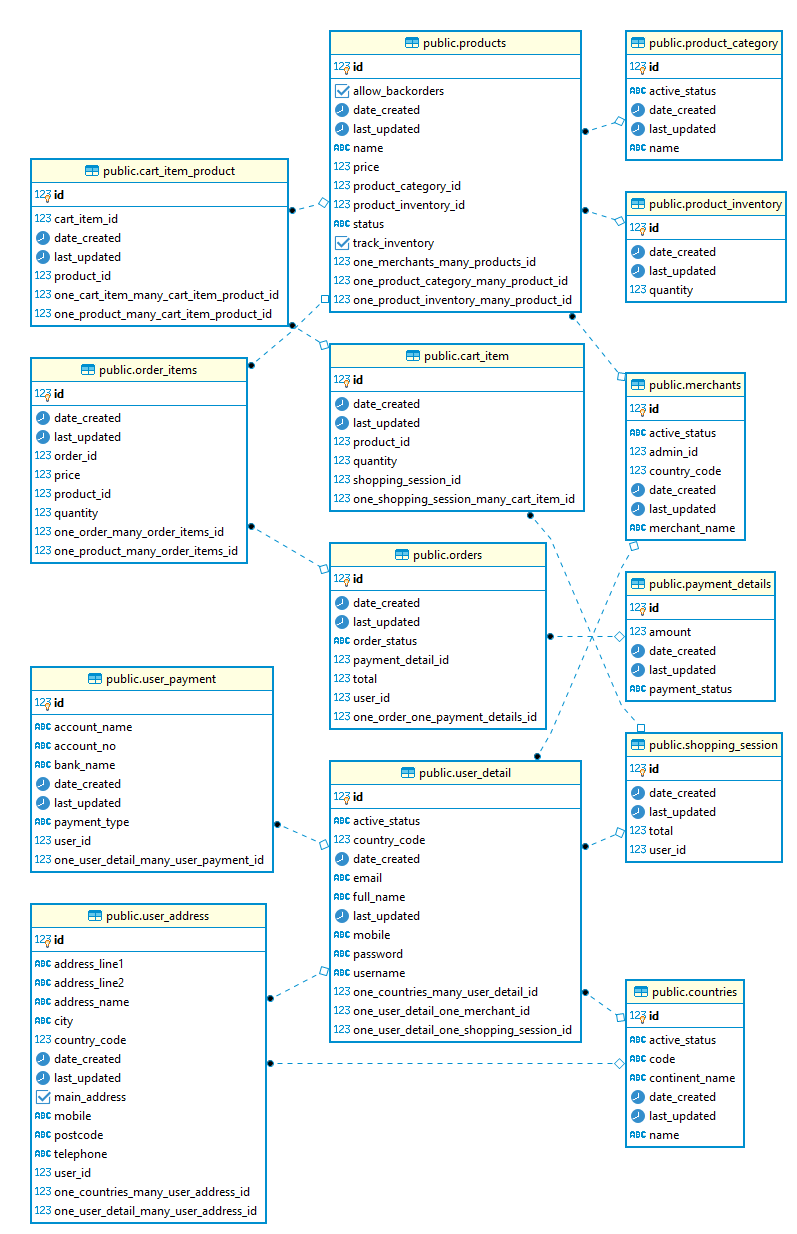 public.products
123 id
allow_backorders
date_created
last_updated
ABC name
123 price
123 product_category_id
123 product_inventory_id
ABC status
track_inventory
123 one_merchants_many_products_id
123 one_product_category_many_product_id
123 one_product_inventory_many_product_id
public.product_category
123 id
ABC active_status
date_created
last_updated
ABC name
public.cart_item_product
123 id
123 cart_item_id
date_created
last_updated
123 product_id
123 one_cart_item_many_cart_item_product_id
123 one_product_many_cart_item_product_id
public.product_inventory
123 id
date_created
last_updated
123 quantity
public.order_items
123 id
date_created
last_updated
123 order_id
123 price
123 product_id
123 quantity
123 one_order_many_order_items_id
123 one_product_many_order_items_id
public.cart_item
123 id
date_created
last_updated
123 product_id
123 quantity
123 shopping_session_id
123 one_shopping_session_many_cart_item_id
public.merchants
123 id
ABC active_status
123 admin_id
123 country_code
date_created
last_updated
ABC merchant_name
public.orders
123 id
date_created
last_updated
ABC order_status
123 payment_detail_id
123 total
123 user_id
123 one_order_one_payment_details_id
public.payment_details
123 id
123 amount
date_created
last_updated
ABC payment_status
public.user_payment
123 id
ABC account_name
ABC account_no
ABC bank_name
date_created
last_updated
ABC payment_type
123 user_id
123 one_user_detail_many_user_payment_id
public.user_detail
123 id
ABC active_status
123 country_code
date_created
ABC email
ABC full_name
last_updated
ABC mobile
ABC password
ABC username
123 one_countries_many_user_detail_id
123 one_user_detail_one_merchant_id
123 one_user_detail_one_shopping_session_id
public.shopping_session
123 id
date_created
last_updated
123 total
123 user_id
public.user_address
123 id
ABC address_line1
ABC address_line2
ABC address_name
ABC city
123 country_code
date_created
last_updated
main_address
ABC mobile
ABC postcode
ABC telephone
123 user_id
123 one_countries_many_user_address_id
123 one_user_detail_many_user_address_id
public.countries
123 id
ABC active_status
ABC code
ABC continent_name
date_created
last_updated
ABC name